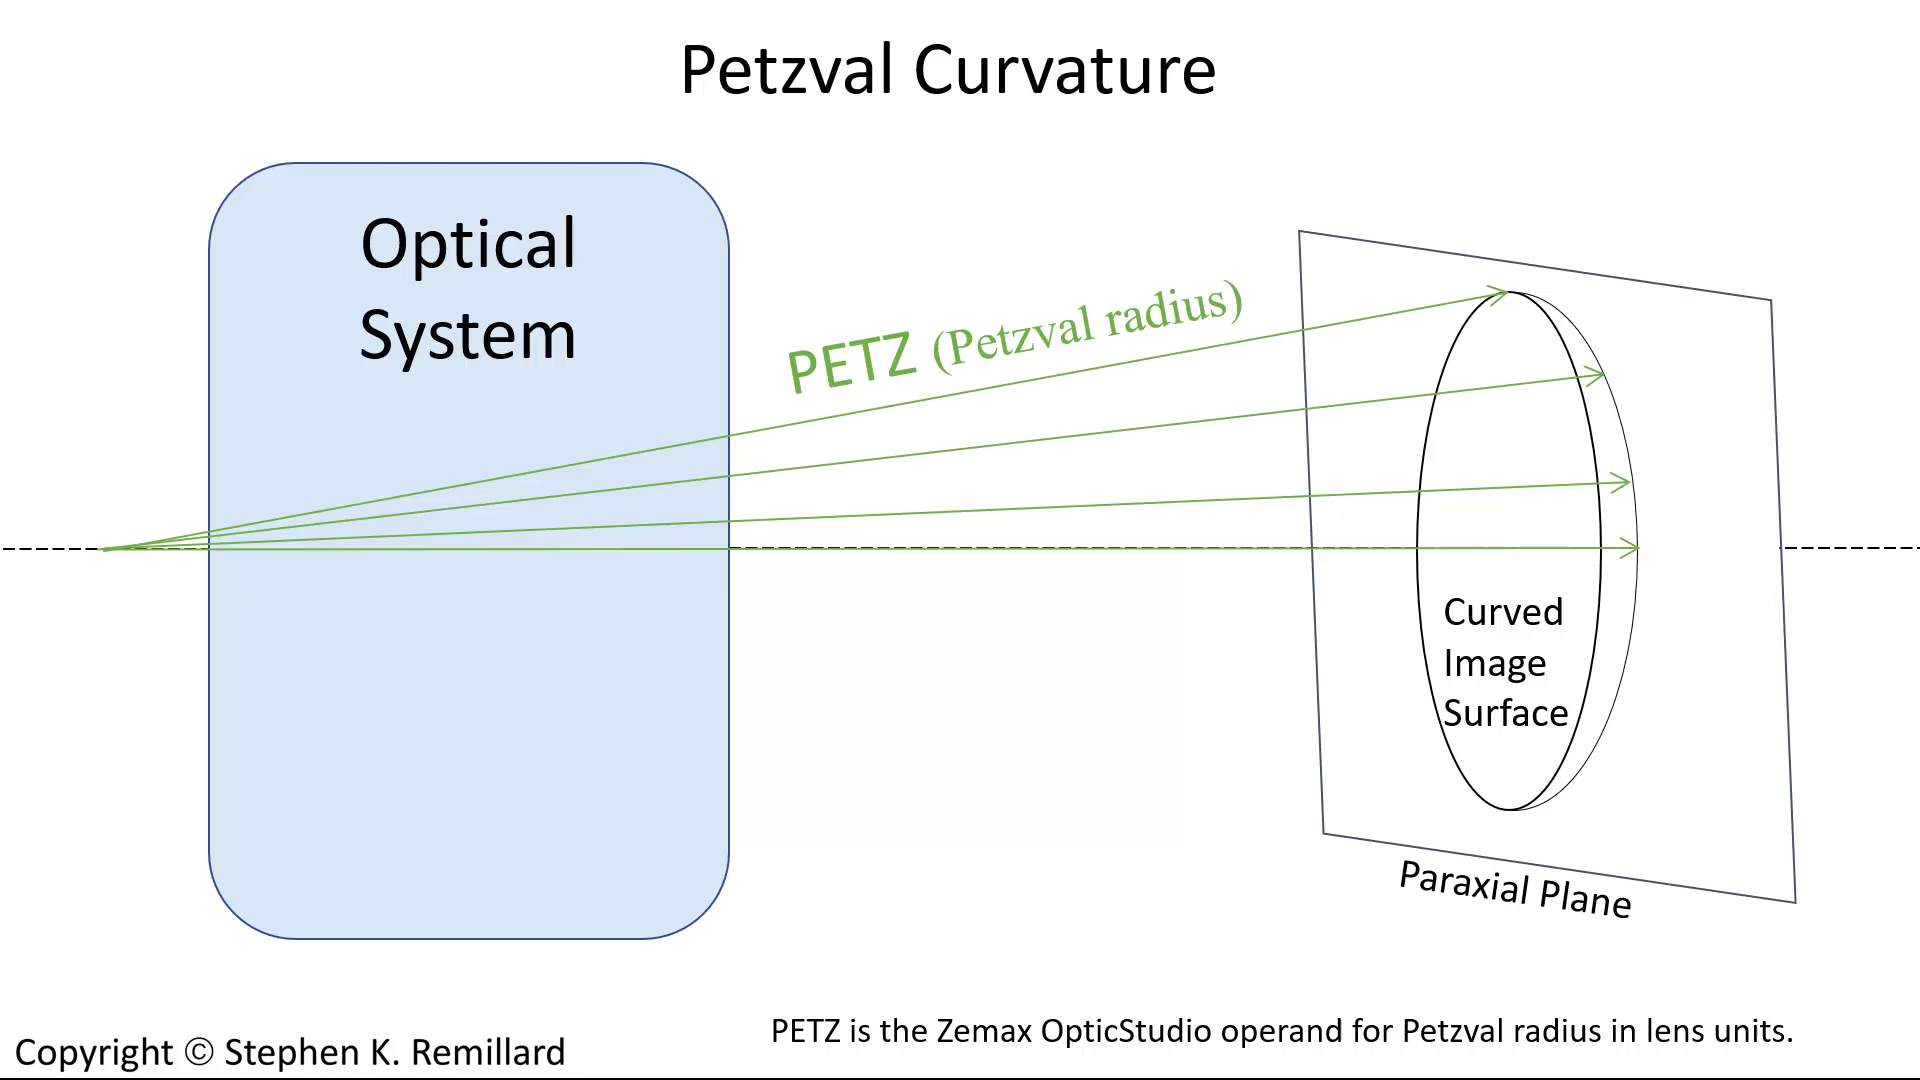 Petzval Curvature
Optical
System
PETZ (Petzval radius)
Curved
Image
Surface
Paraxial Plane
PETZ is the Zemax OpticStudio operand for Petzval radius in lens units.
Copyright © Stephen K. Remillard